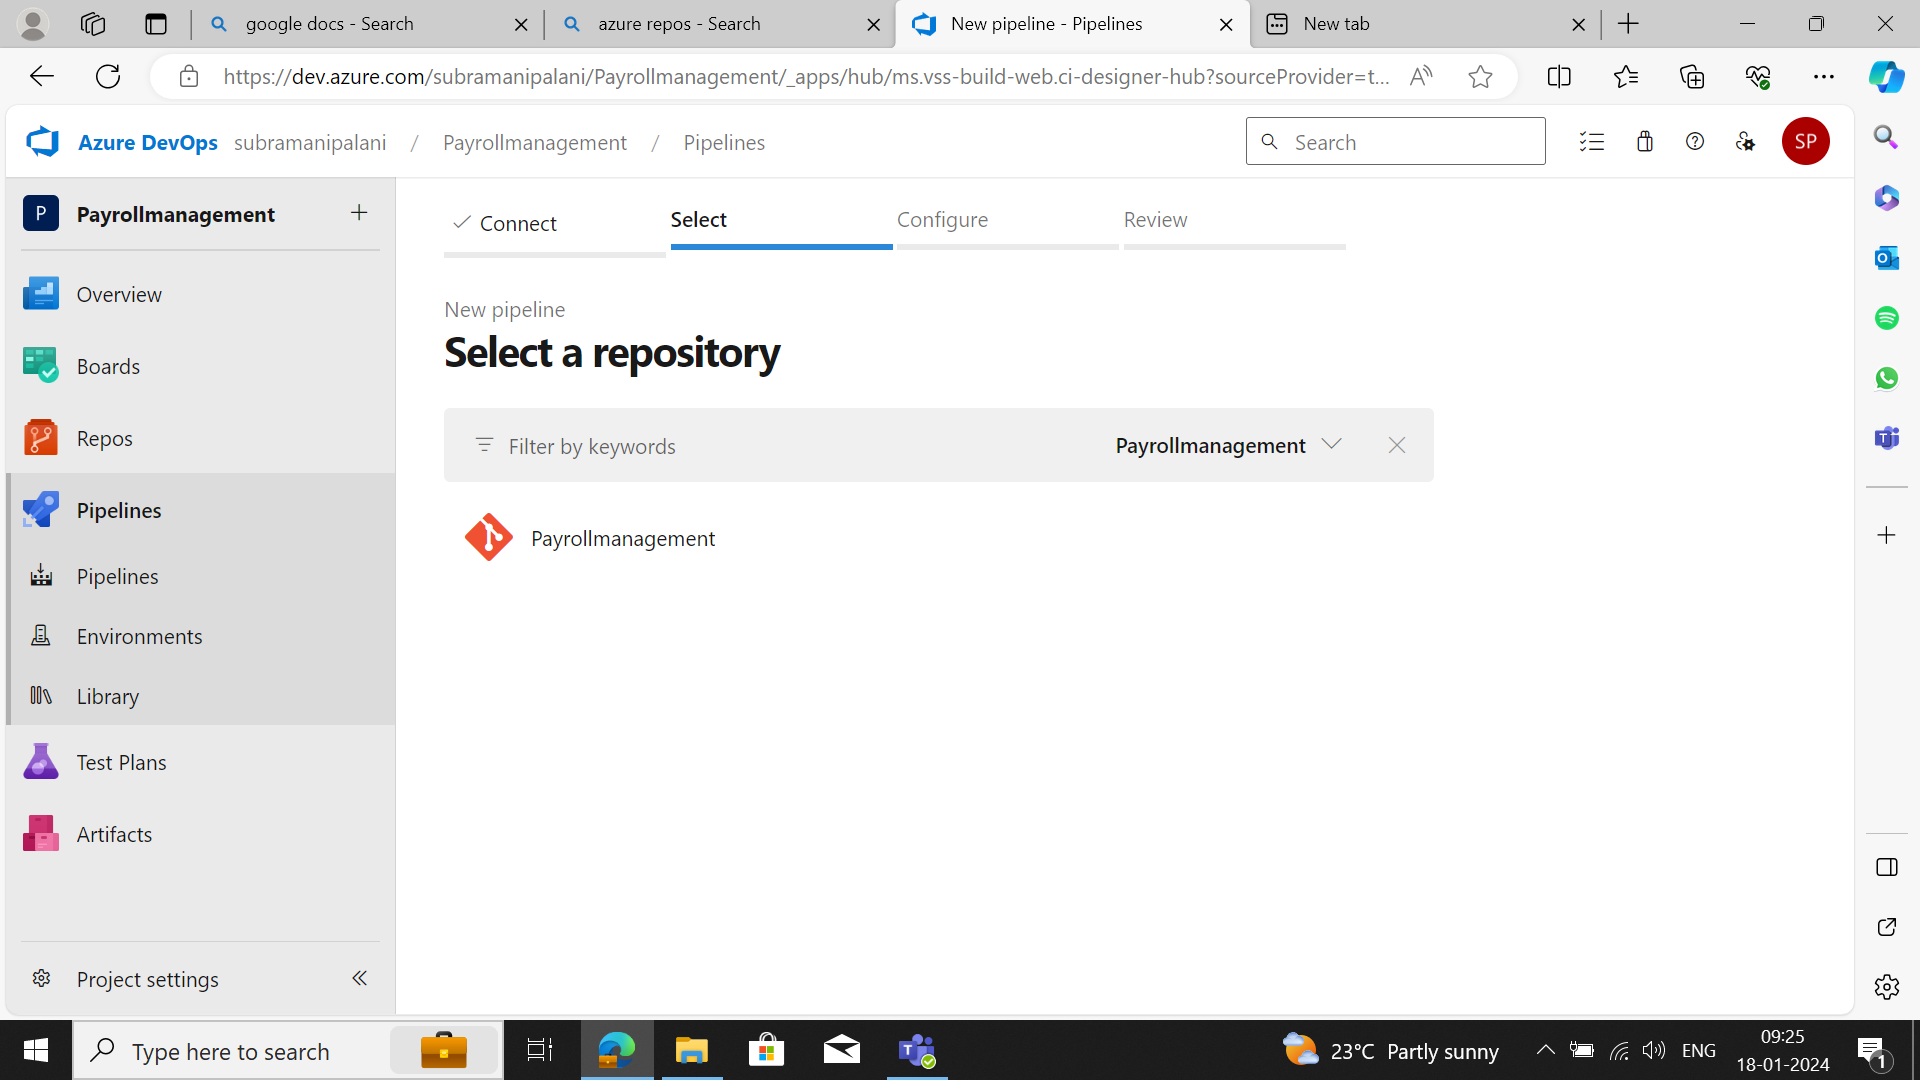 google docs - Search
azure repos - Search
New pipeline - Pipelines
New tab
https://dev.azure.com/subramanipalani/Payrollmanagement/_apps/hub/ms.vss-build-web.ci-designer-hub?sourceProvider=t...
Azure DevOps subramanipalani / Payrollmanagement / Pipelines
Search
SP
P Payrollmanagement
Overview
Boards
Repos
Pipelines
Pipelines
Environments
Library
Test Plans
Artifacts
Project settings
Connect
Select
Configure
Review
New pipeline
Select a repository
Filter by keywords
Payrollmanagement
Payrollmanagement
Type here to search
23°C Partly sunny
ENG
09:25
18-01-2024
1